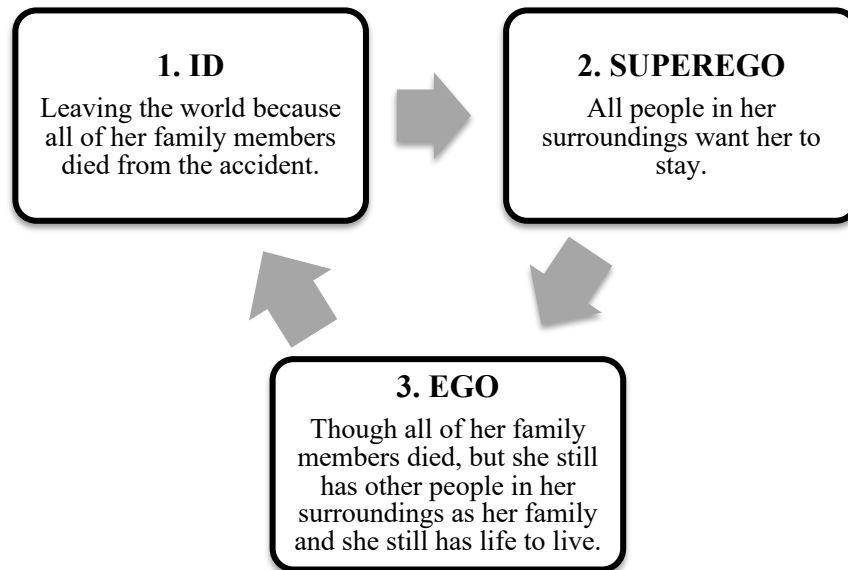 1. ID
Leaving the world because
all of her family members
died from the accident.
2. SUPEREGO
All people in her
surroundings want her to
stay.
3. EGO
Though all of her family
members died, but she still
has other people in her
surroundings as her family
and she still has life to live.